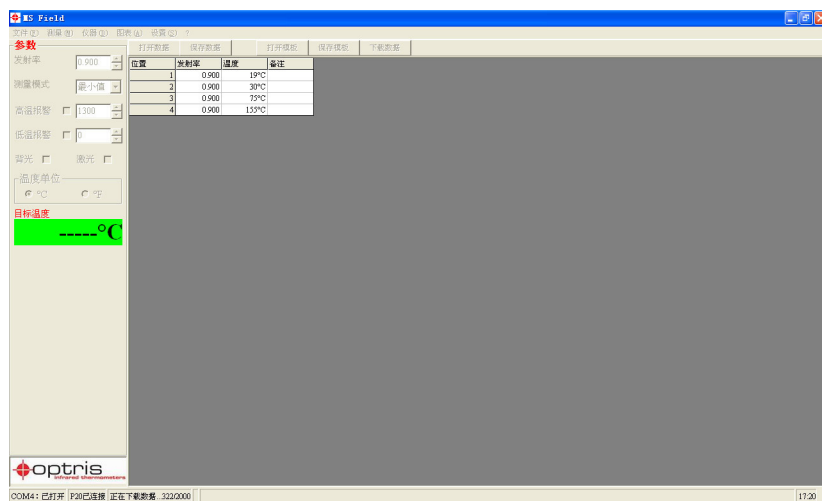 MS Field
文件(F) 测量(M) 仪器(D) 图表(A) 设置(S) ?
参数
打开数据 保存数据 打开模板 保存模板 下载数据
发射率 0.900
位置 发射率 温度 备注
1 0.900 19°C
2 0.900 30°C
3 0.900 75°C
4 0.900 155°C
测量模式 最小值
高温报警 1300
低温报警 0
背光 激光
温度单位
°C °F
目标温度
-----°C
optris
infrared thermometers
COM4: 已打开 P20已连接 正在下载数据...322/2000 17:20